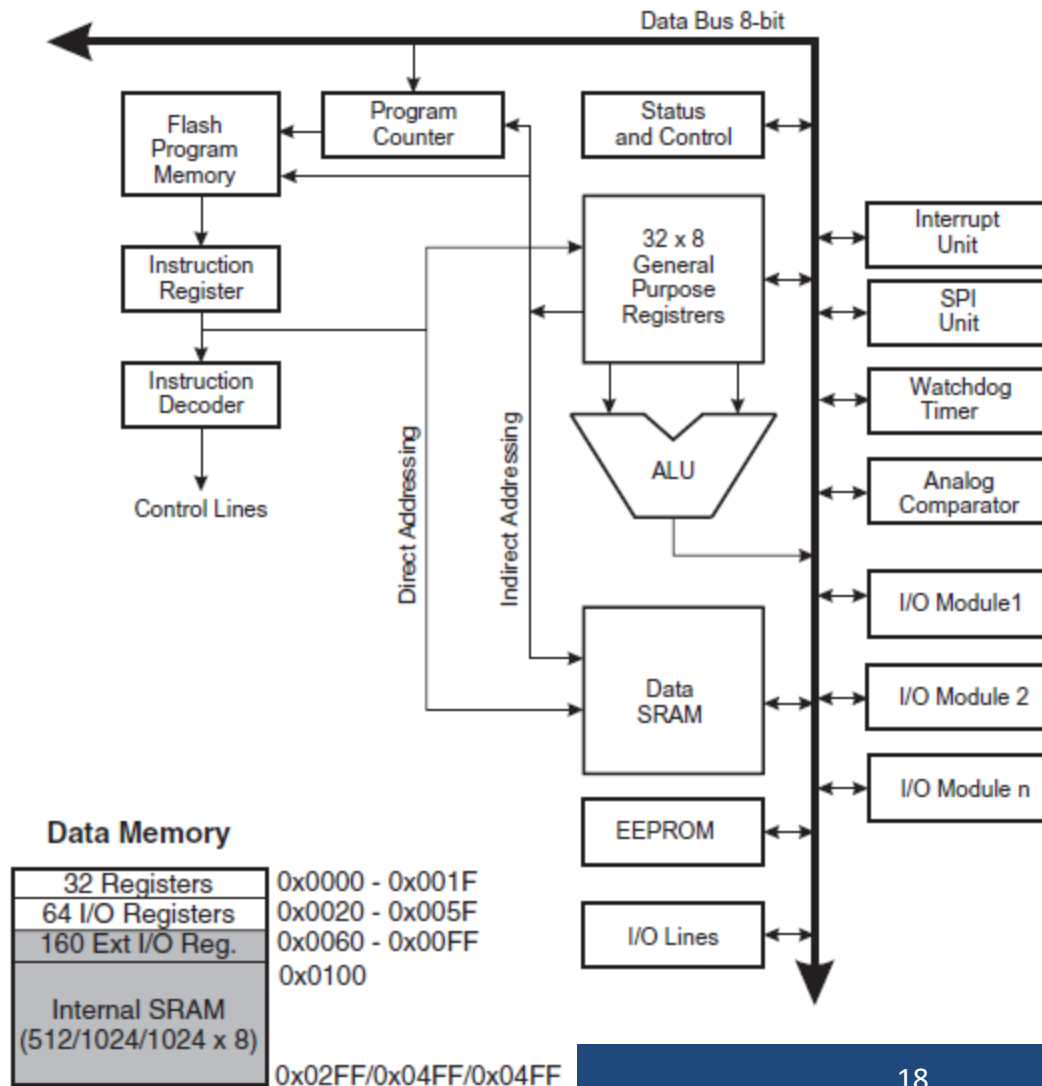 Data Bus 8-bit
Flash
Program
Memory
Program
Counter
Status
and Control
Instruction
Register
32 x 8
General
Purpose
Registrers
Interrupt
Unit
SPI
Unit
Instruction
Decoder
Watchdog
Timer
Control Lines
Direct Addressing
Indirect Addressing
ALU
Analog
Comparator
I/O Module1
Data
SRAM
I/O Module 2
I/O Module n
EEPROM
I/O Lines
Data Memory
32 Registers 0x0000 - 0x001F
64 I/O Registers 0x0020 - 0x005F
160 Ext I/O Reg. 0x0060 - 0x00FF
0x0100
Internal SRAM
(512/1024/1024 x 8)
0x02FF/0x04FF/0x04FF
18